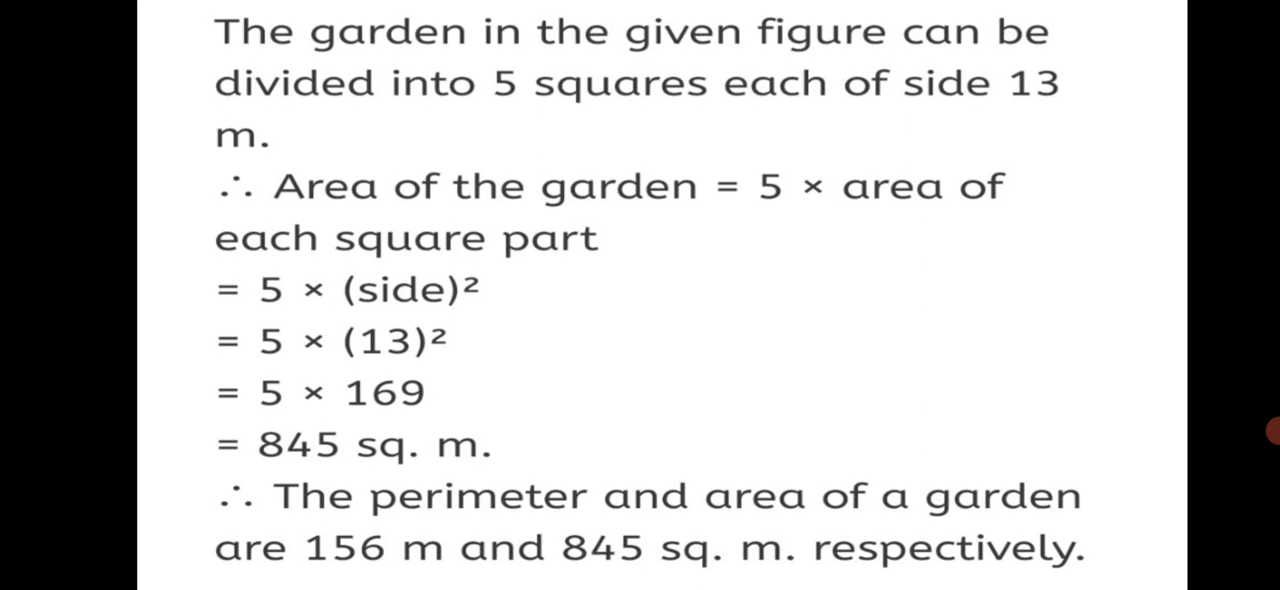 The garden in the given figure can be
divided into 5 squares each of side 13
m.
∴ Area of the garden = 5 × area of
each square part
= 5 × (side)²
= 5 × (13)²
= 5 × 169
= 845 sq. m.
∴ The perimeter and area of a garden
are 156 m and 845 sq. m. respectively.